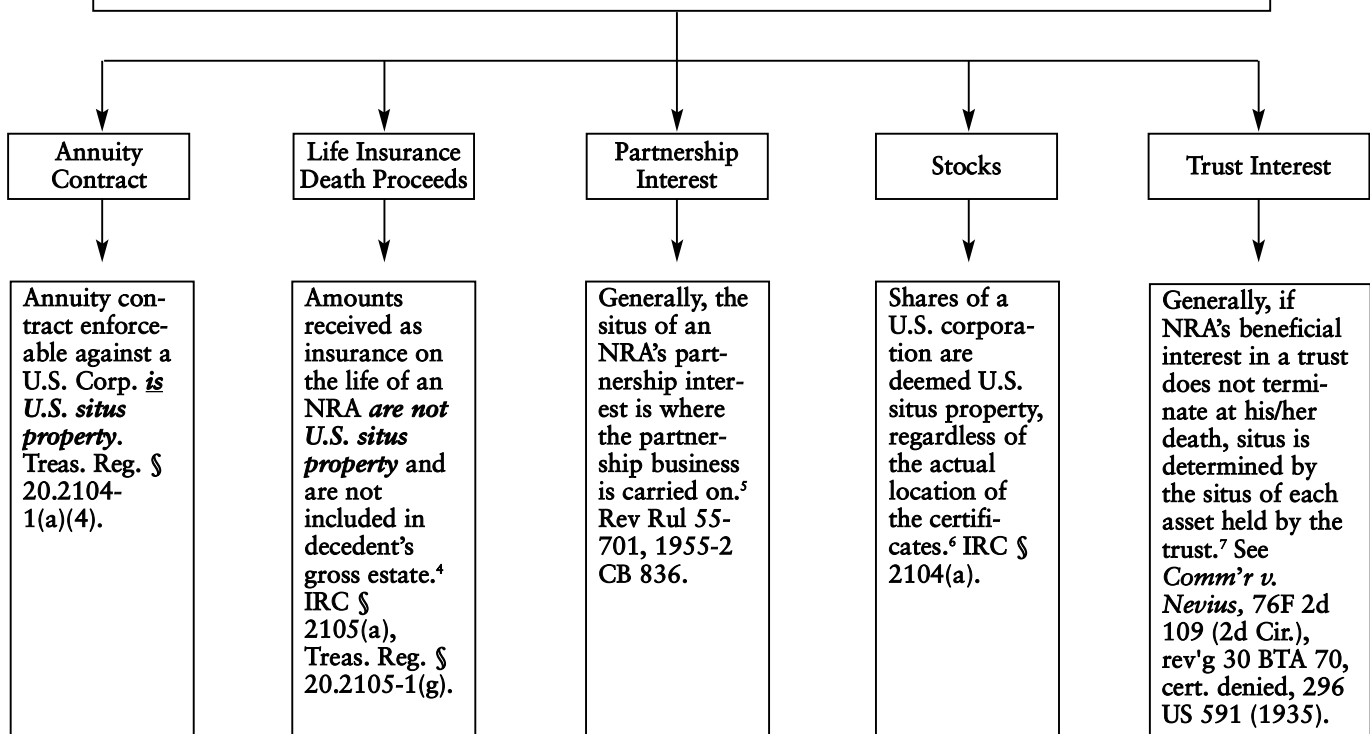 Annuity
Contract
Life Insurance
Death Proceeds
Partnership
Interest
Stocks
Trust Interest
Annuity con-
tract enforce-
able against a
U.S. Corp. is
U.S. situs
property.
Treas. Reg. §
20.2104-
1(a)(4).
Amounts
received as
insurance on
the life of an
NRA are not
U.S. situs
property and
are not
included in
decedent’s
gross estate.⁴
IRC §
2105(a),
Treas. Reg. §
20.2105-1(g).
Generally, the
situs of an
NRA’s part-
nership inter-
est is where
the partner-
ship business
is carried on.⁵
Rev Rul 55-
701, 1955-2
CB 836.
Shares of a
U.S. corpora-
tion are
deemed U.S.
situs property,
regardless of
the actual
location of
the certifi-
cates.⁶ IRC §
2104(a).
Generally, if
NRA’s beneficial
interest in a trust
does not termi-
nate at his/her
death, situs is
determined by
the situs of each
asset held by the
trust.⁷ See
Comm’r v.
Nevius, 76F 2d
109 (2d Cir.),
rev'g 30 BTA 70,
cert. denied, 296
US 591 (1935).